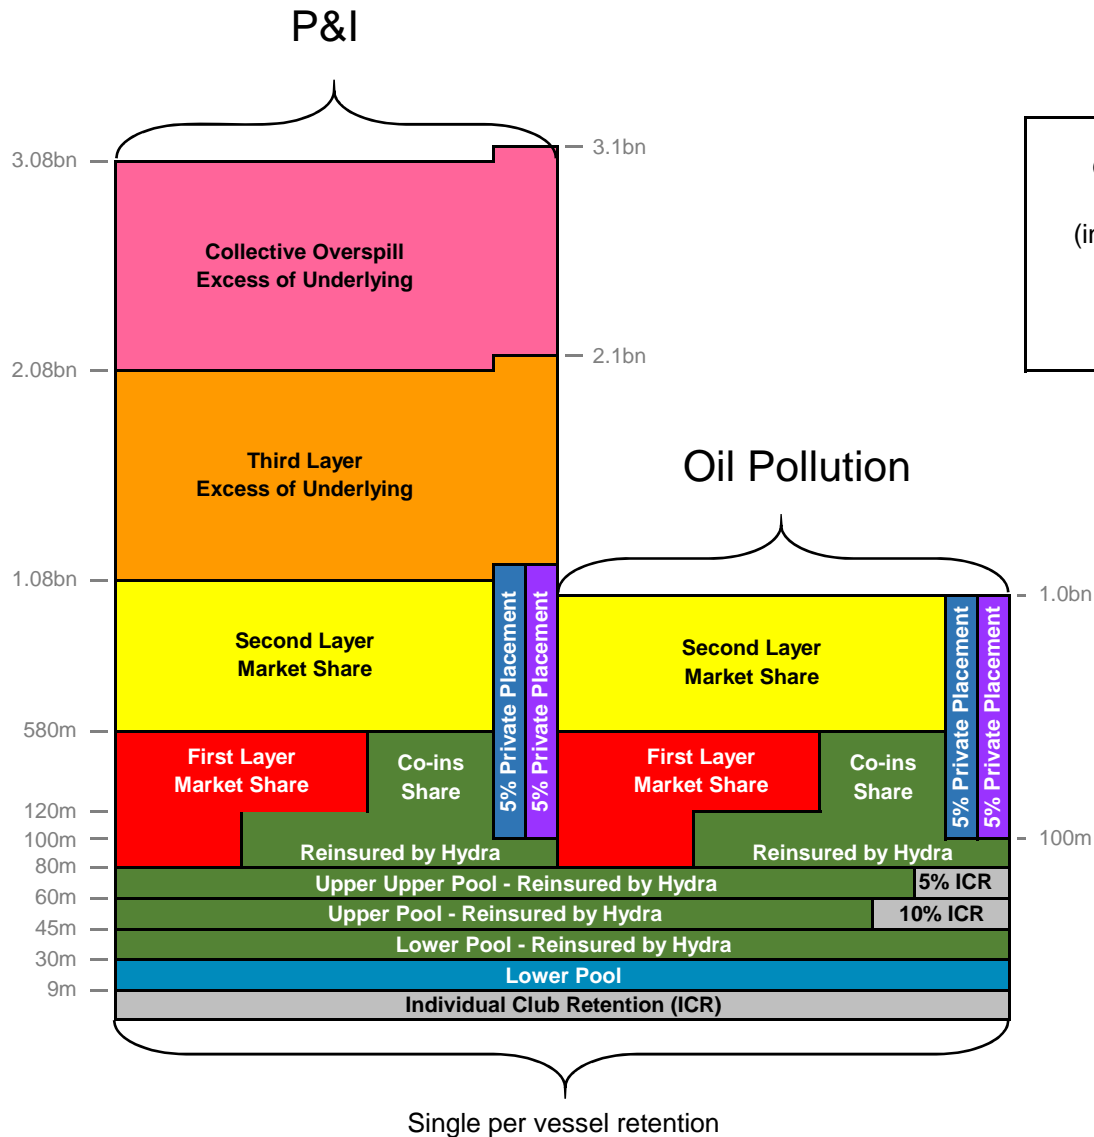 P&I
3.08bn
3.1bn
(
(ir
Collective Overspill
Excess of Underlying
2.08bn
2.1bn
Third Layer
Excess of Underlying
Oil Pollution
1.08bn
1.0bn
Second Layer
Market Share
5% Private Placement
5% Private Placement
Second Layer
Market Share
5% Private Placement
5% Private Placement
580m
First Layer
Market Share
Co-ins
Share
First Layer
Market Share
Co-ins
Share
120m
100m
100m
Reinsured by Hydra
Reinsured by Hydra
80m
Upper Upper Pool - Reinsured by Hydra
5% ICR
60m
Upper Pool - Reinsured by Hydra
10% ICR
45m
Lower Pool - Reinsured by Hydra
30m
Lower Pool
9m
Individual Club Retention (ICR)
Single per vessel retention